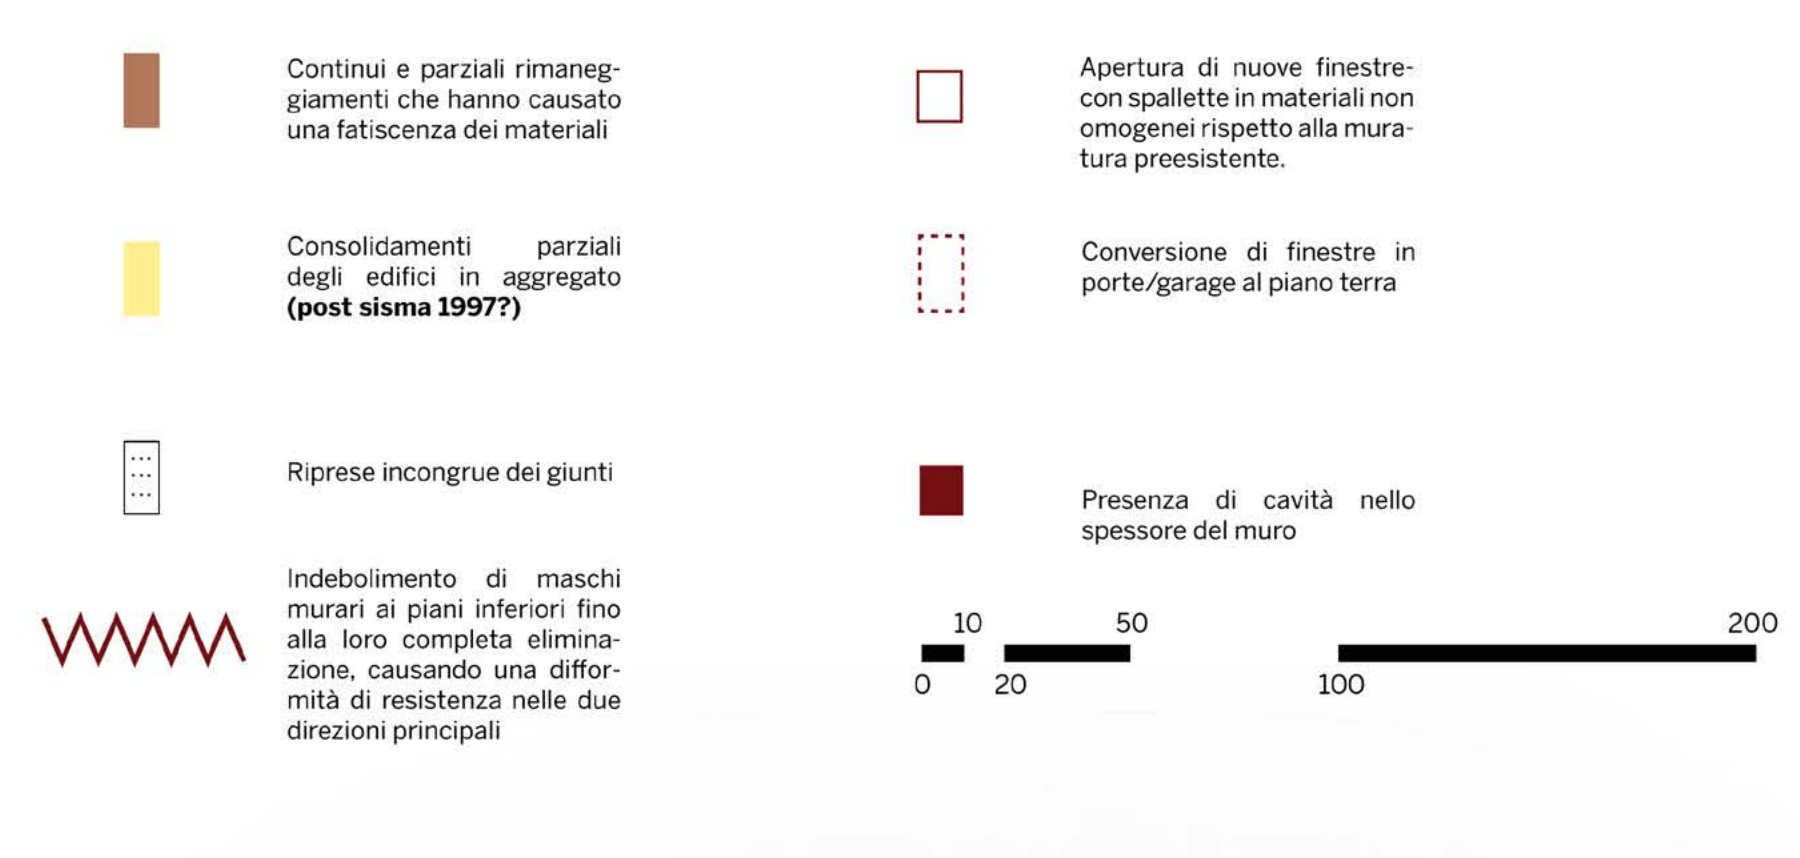 Continui e parziali rimaneg-
giamenti che hanno causato
una fatiscenza dei materiali
Consolidamenti parziali
degli edifici in aggregato
(post sisma 1997?)
Riprese incongrue dei giunti
Indebolimento di maschi
murari ai piani inferiori fino
alla loro completa elimina-
zione, causando una diffor-
mità di resistenza nelle due
direzioni principali
Apertura di nuove finestre-
con spallette in materiali non
omogenei rispetto alla mura-
tura preesistente.
Conversione di finestre in
porte/garage al piano terra
Presenza di cavità nello
spessore del muro
10 50 200
0 20 100